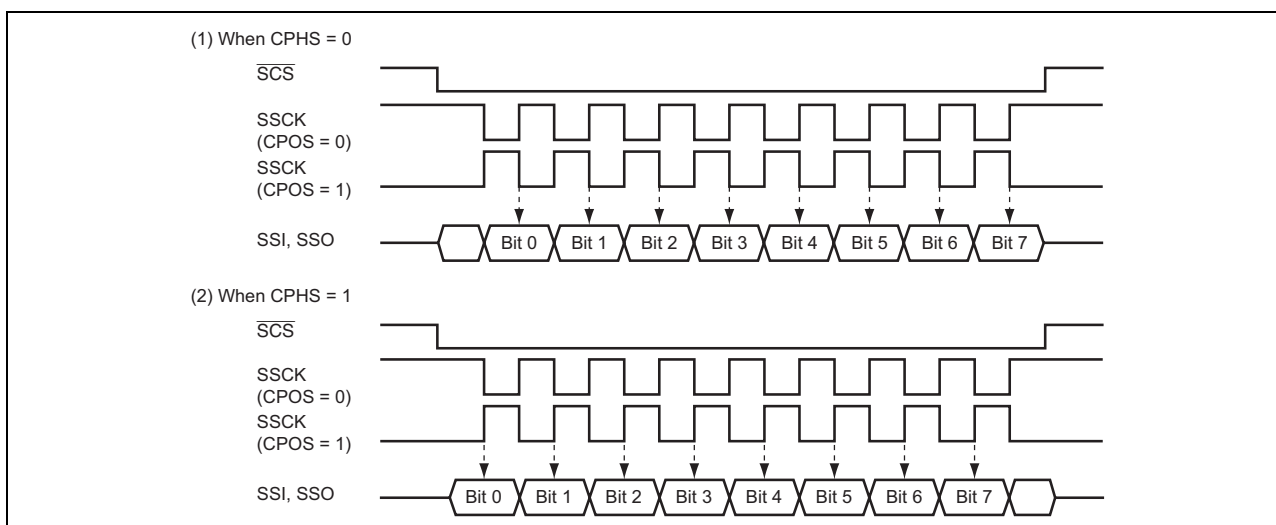 (1) When CPHS = 0
SCS
SSCK
(CPOS = 0)
SSCK
(CPOS = 1)
SSI, SSO
Bit 0 Bit 1 Bit 2 Bit 3 Bit 4 Bit 5 Bit 6 Bit 7
(2) When CPHS = 1
SCS
SSCK
(CPOS = 0)
SSCK
(CPOS = 1)
SSI, SSO
Bit 0 Bit 1 Bit 2 Bit 3 Bit 4 Bit 5 Bit 6 Bit 7